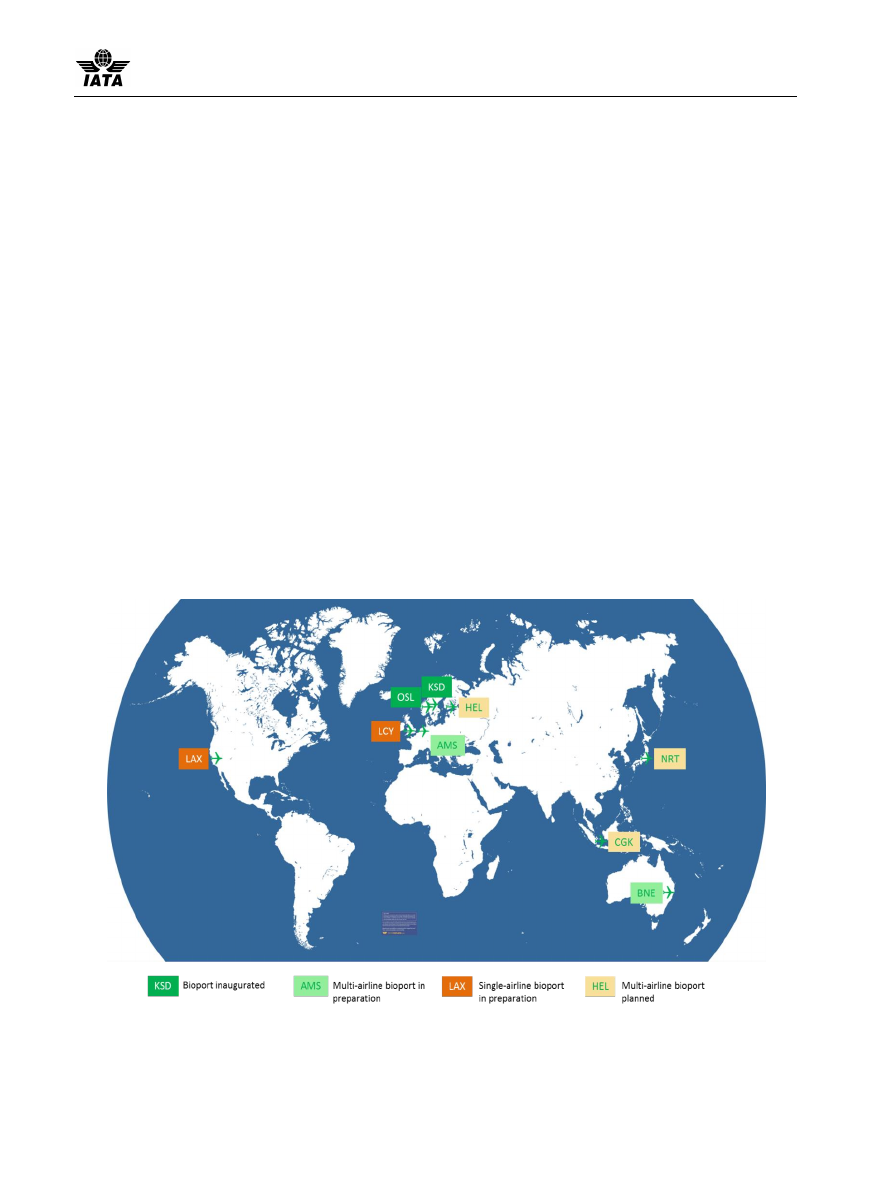 IATA
KSD
OSL
HEL
LCY
AMS
LAX
NRT
CGK
BNE
KSD Bioport inaugurated
AMS Multi-airline bioport in
preparation
LAX Single-airline bioport
in preparation
HEL Multi-airline bioport
planned